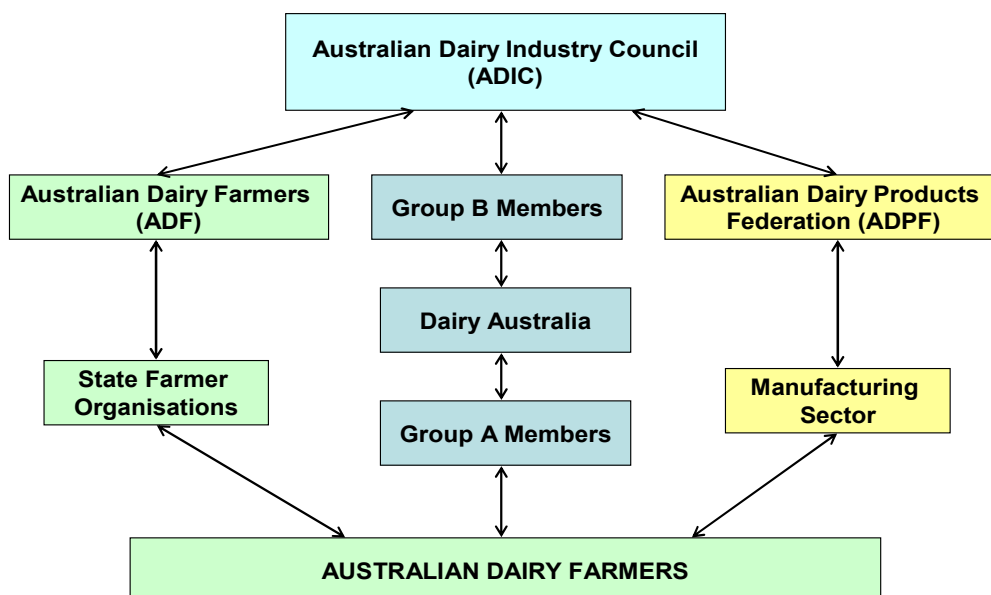 Australian Dairy Industry Council
(ADIC)
Australian Dairy Farmers
(ADF)
Group B Members
Australian Dairy Products
Federation (ADPF)
Dairy Australia
State Farmer
Organisations
Group A Members
Manufacturing
Sector
AUSTRALIAN DAIRY FARMERS